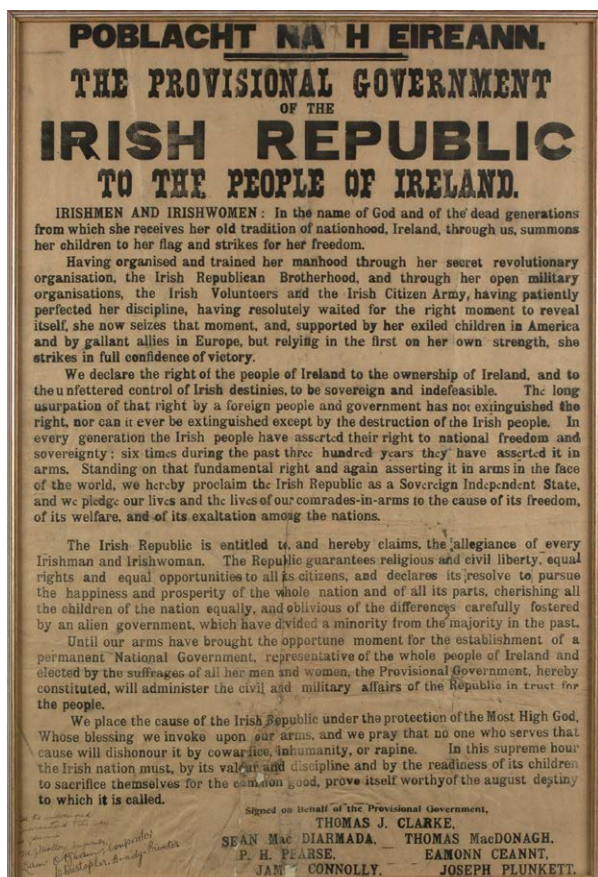 POBLACHT NA H EIREANN.
THE PROVISIONAL GOVERNMENT
OF THE
IRISH REPUBLIC
TO THE PEOPLE OF IRELAND.
IRISHMEN AND IRISHWOMEN : In the name of God and of the dead generations
from which she receives her old tradition of nationhood, Ireland, through us, summons
her children to her flag and strikes for her freedom.
Having organised and trained her manhood through her secret revolutionary
organisation, the Irish Republican Brotherhood, and through her open military
organisations, the Irish Volunteers and the Irish Citizen Army, having patiently
perfected her discipline, having resolutely waited for the right moment to reveal
itself, she now seizes that moment, and, supported by her exiled children in America
and by gallant allies in Europe, but relying in the first on her own strength, she
strikes in full confidence of victory.
We declare the right of the people of Ireland to the ownership of Ireland, and to
the unfettered control of Irish destinies, to be sovereign and indefeasible. The long
usurpation of that right by a foreign people and government has not extinguished the
right, nor can it ever be extinguished except by the destruction of the Irish people. In
every generation the Irish people have asserted their right to national freedom and
sovereignty ; six times during the past three hundred years they have asserted it in
arms. Standing on that fundamental right and again asserting it in arms in the face
of the world, we hereby proclaim the Irish Republic as a Sovereign Independent State,
and we pledge our lives and the lives of our comrades-in-arms to the cause of its freedom,
of its welfare, and of its exaltation among the nations.
The Irish Republic is entitled to, and hereby claims, the allegiance of every
Irishman and Irishwoman. The Republic guarantees religious and civil liberty, equal
rights and equal opportunities to all its citizens, and declares its resolve to pursue
the happiness and prosperity of the whole nation and of all its parts, cherishing all
the children of the nation equally, and oblivious of the differences carefully fostered
by an alien government, which have divided a minority from the majority in the past.
Until our arms have brought the opportune moment for the establishment of a
permanent National Government, representative of the whole people of Ireland and
elected by the suffrages of all her men and women, the Provisional Government, hereby
constituted, will administer the civil and military affairs of the Republic in trust for
the people.
We place the cause of the Irish Republic under the protection of the Most High God,
Whose blessing we invoke upon our arms, and we pray that no one who serves that
cause will dishonour it by cowardice, inhumanity, or rapine. In this supreme hour
the Irish nation must, by its valour and discipline and by the readiness of its children
to sacrifice themselves for the common good, prove itself worthy of the august destiny
to which it is called.
Signed on Behalf of the Provisional Government,
THOMAS J. CLARKE,
SEAN Mac DIARMADA, THOMAS MacDONAGH,
P. H. PEARSE, EAMONN CEANNT,
JAMES CONNOLLY, JOSEPH PLUNKETT.
Compositor
Christopher Brady Printer